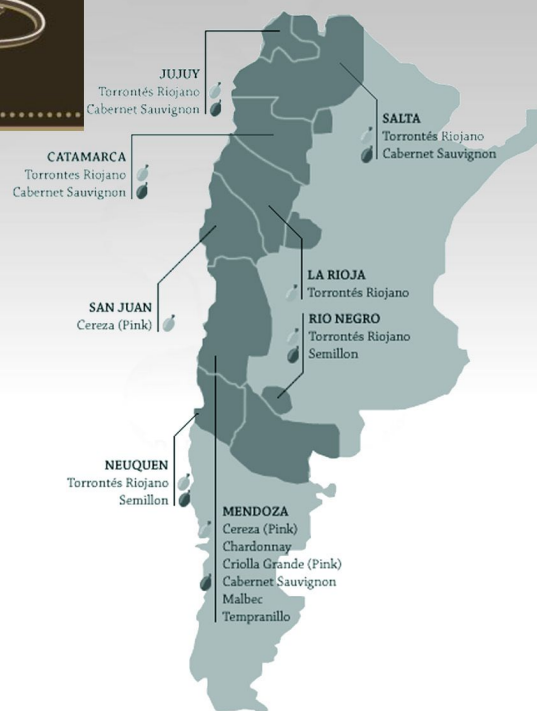 JUJUY
Torrontés Riojano
Cabernet Sauvignon
SALTA
Torrontés Riojano
Cabernet Sauvignon
CATAMARCA
Torrontes Riojano
Cabernet Sauvignon
LA RIOJA
Torrontés Riojano
SAN JUAN
Cereza (Pink)
RIO NEGRO
Torrontés Riojano
Semillon
NEUQUEN
Torrontés Riojano
Semillon
MENDOZA
Cereza (Pink)
Chardonnay
Criolla Grande (Pink)
Cabernet Sauvignon
Malbec
Tempranillo